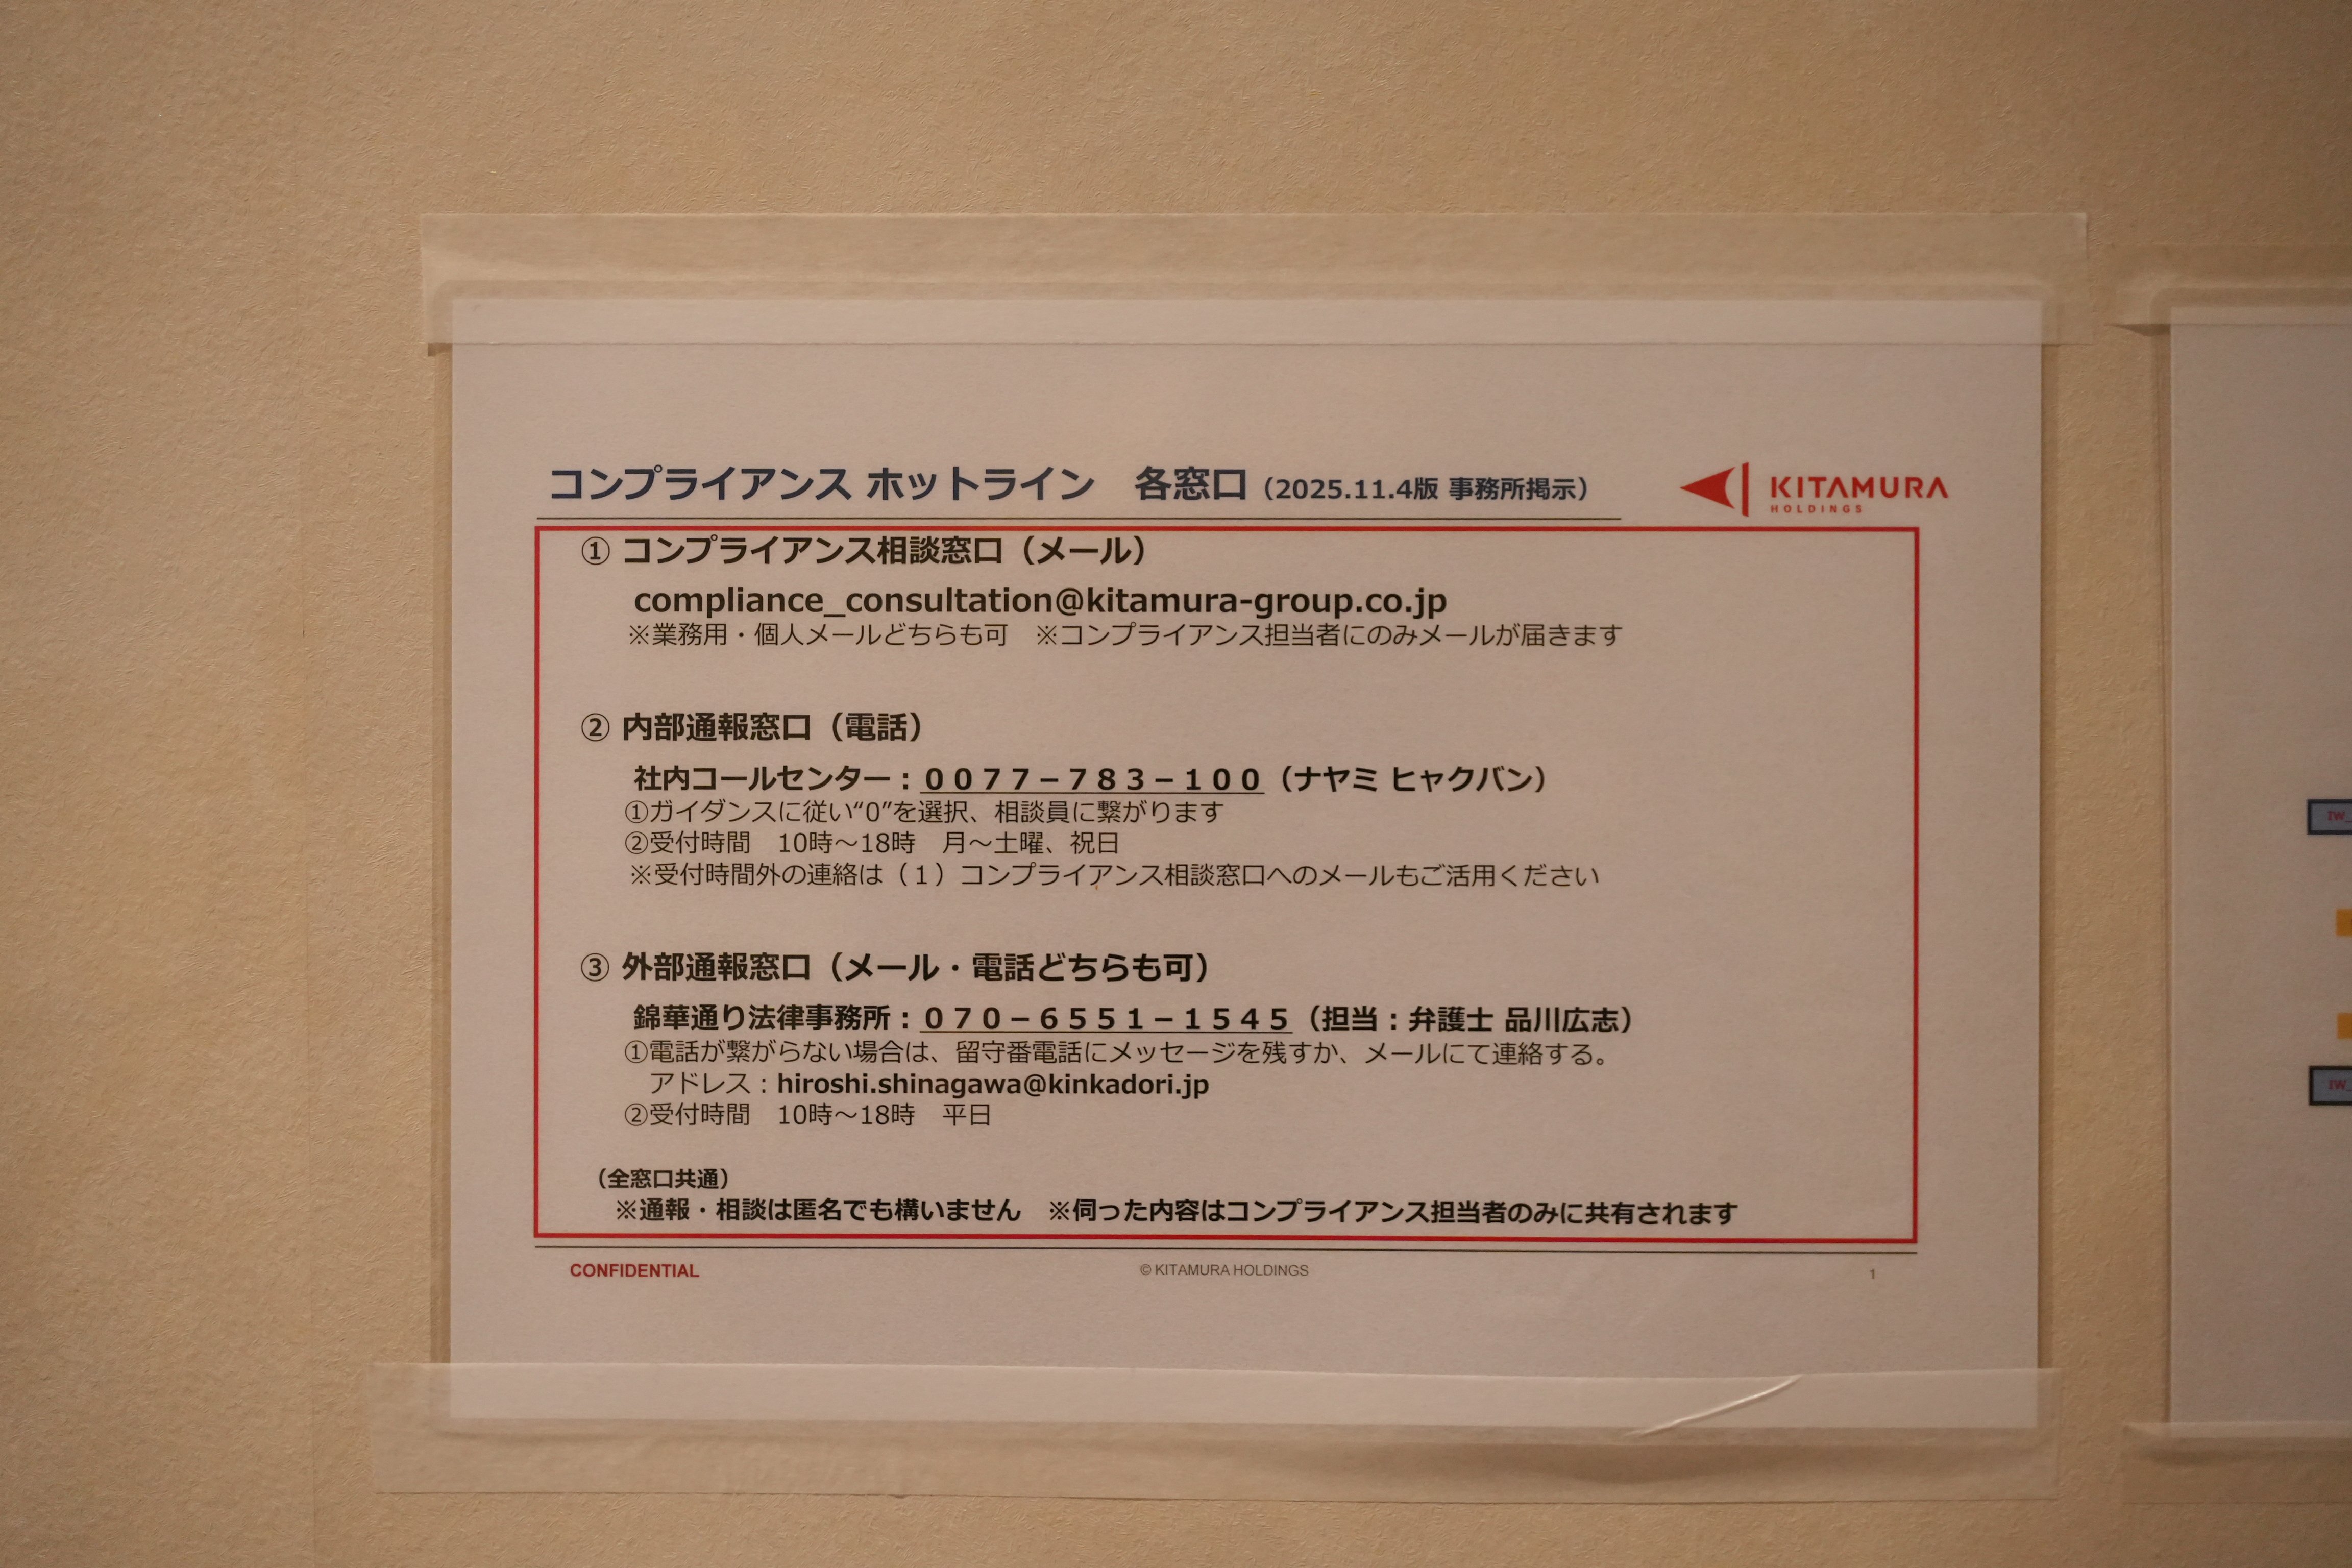 コンプライアンス ホットライン　各窓口（2025.11.4版 事務所掲示）
KITAMURA
HOLDINGS
① コンプライアンス相談窓口（メール）
compliance_consultation@kitamura-group.co.jp
※業務用・個人メールどちらも可　※コンプライアンス担当者にのみメールが届きます
② 内部通報窓口（電話）
社内コールセンター：００７７－７８３－１００（ナヤミ ヒャクバン）
①ガイダンスに従い“0”を選択、相談員に繋がります
②受付時間　10時～18時　月～土曜、祝日
※受付時間外の連絡は（１）コンプライアンス相談窓口へのメールもご活用ください
③ 外部通報窓口（メール・電話どちらも可）
錦華通り法律事務所：０７０－６５５１－１５４５（担当：弁護士 品川広志）
①電話が繋がらない場合は、留守番電話にメッセージを残すか、メールにて連絡する。
アドレス：hiroshi.shinagawa@kinkadori.jp
②受付時間　10時～18時　平日
（全窓口共通）
※通報・相談は匿名でも構いません　※伺った内容はコンプライアンス担当者のみに共有されます
CONFIDENTIAL
© KITAMURA HOLDINGS
1
IW_
IW_